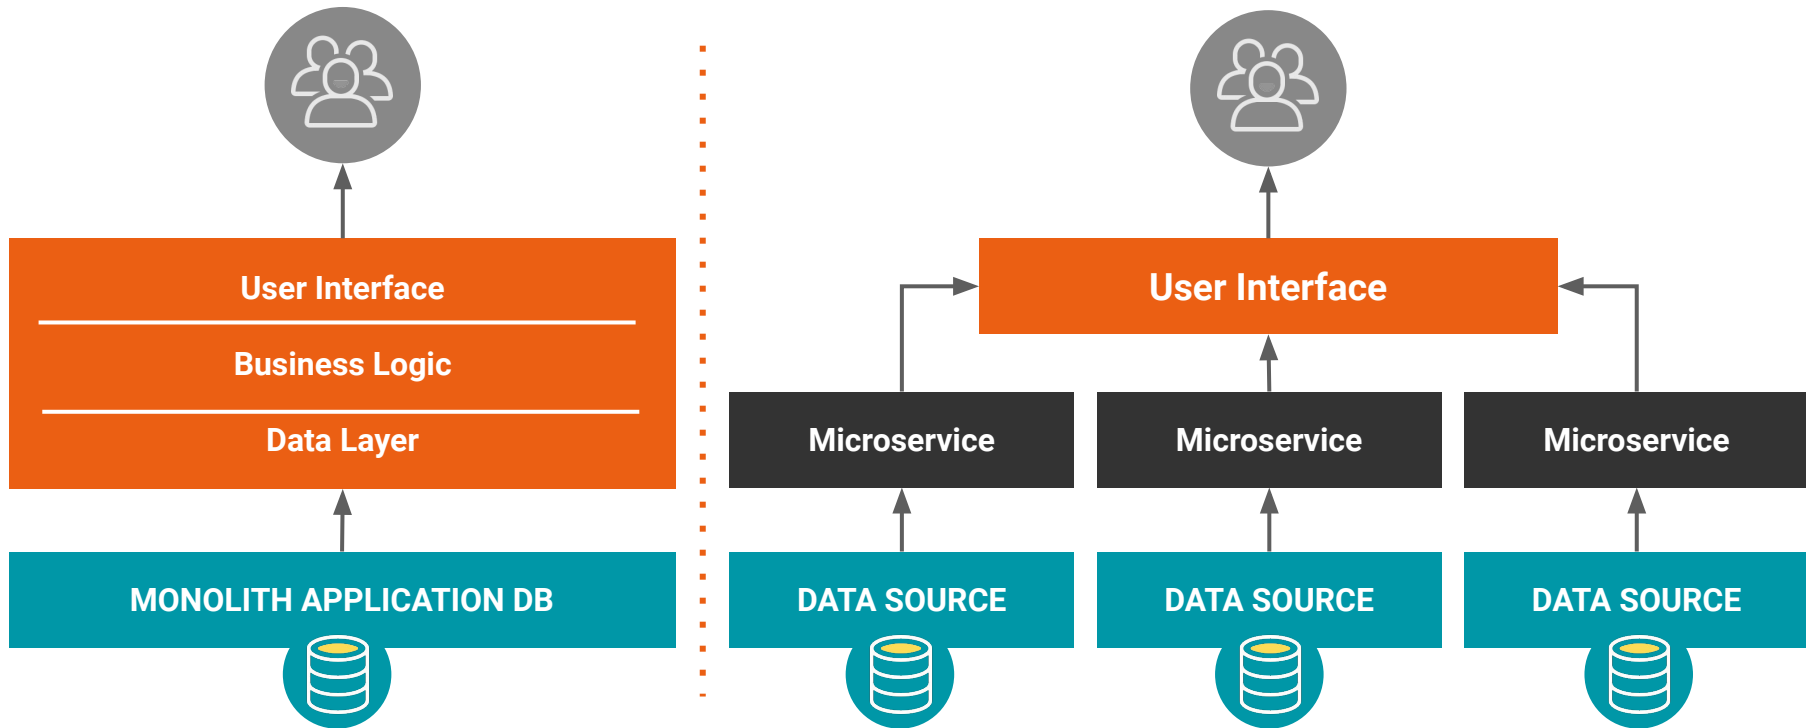 User Interface
Business Logic
Data Layer
MONOLITH APPLICATION DB
User Interface
Microservice
Microservice
Microservice
DATA SOURCE
DATA SOURCE
DATA SOURCE